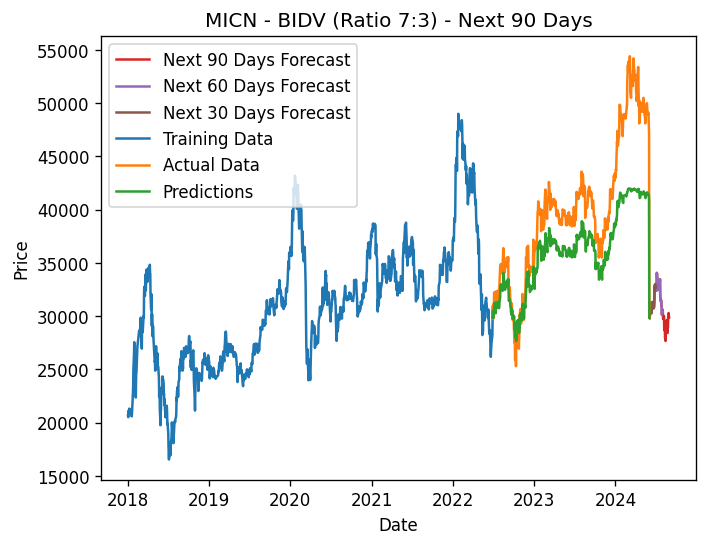 MICN - BIDV (Ratio 7:3) - Next 90 Days
55000
50000
45000
40000
35000
30000
25000
20000
15000
Price
Next 90 Days Forecast
Next 60 Days Forecast
Next 30 Days Forecast
Training Data
Actual Data
Predictions
2018
2019
2020
2021
2022
2023
2024
Date